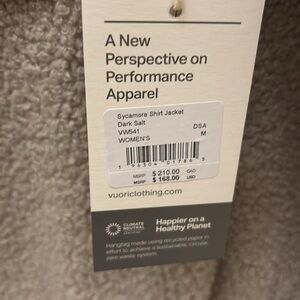 A New
Perspective on
Performance
Apparel
Sycamore Shirt Jacket
Dark Salt
VW541 DSA
WOMEN'S M
MSRP $210.00 CAD
MSRP $168.00 USD
vuoriclothing.com
CLIMATE
NEUTRAL
Happier on a
Healthy Planet
Hangtag made using recycled paper in
effort to achieve a sustainable, circular,
zero waste system.